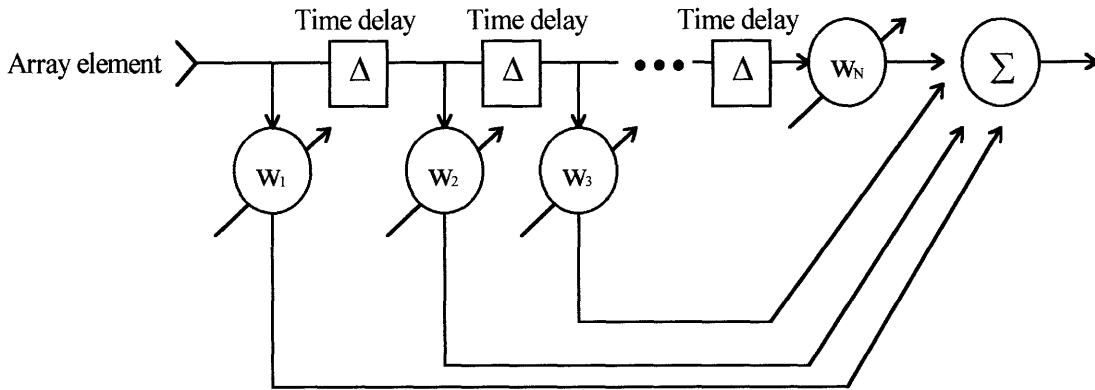 Time delay Time delay Time delay
Array element Δ Δ Δ w_N Σ
w₁ w₂ w₃